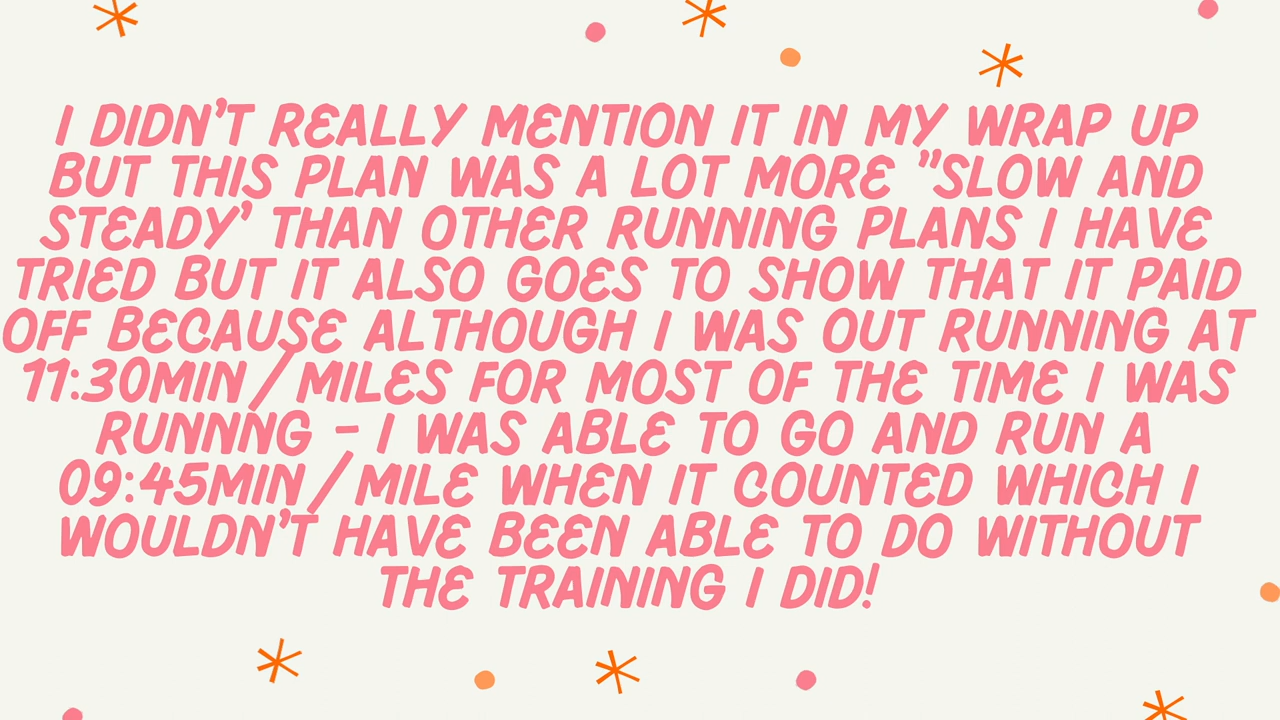 I DIDN'T REALLY MENTION IT IN MY WRAP UP
BUT THIS PLAN WAS A LOT MORE "SLOW AND
STEADY' THAN OTHER RUNNING PLANS I HAVE
TRIED BUT IT ALSO GOES TO SHOW THAT IT PAID
OFF BECAUSE ALTHOUGH I WAS OUT RUNNING AT
11:30MIN/MILES FOR MOST OF THE TIME I WAS
RUNNNG - I WAS ABLE TO GO AND RUN A
09:45MIN/MILE WHEN IT COUNTED WHICH I
WOULDN'T HAVE BEEN ABLE TO DO WITHOUT
THE TRAINING I DID!